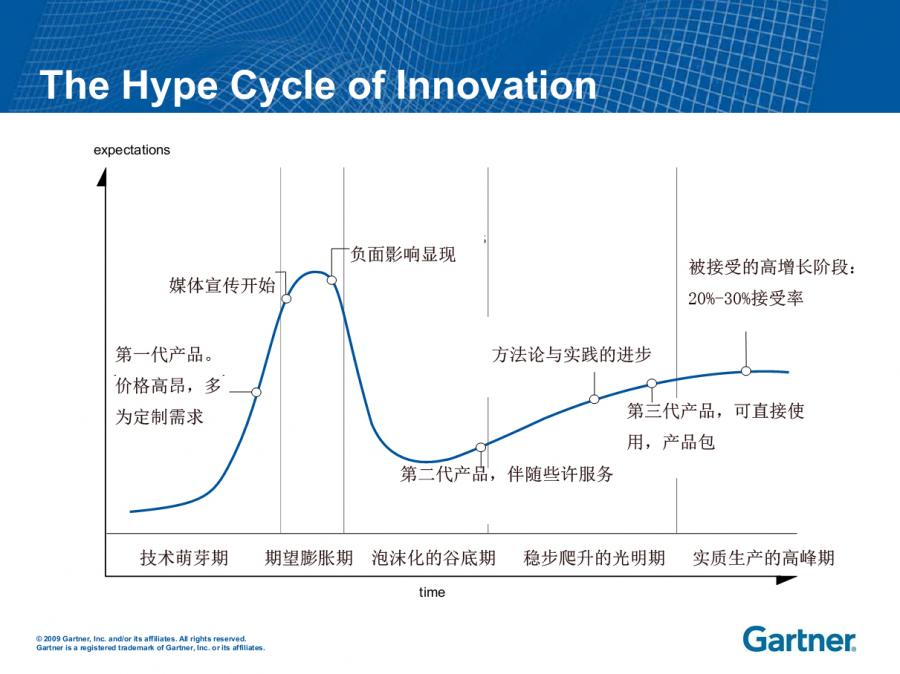 The Hype Cycle of Innovation
expectations
负面影响显现
媒体宣传开始
被接受的高增长阶段：
20%-30%接受率
第一代产品。
价格高昂，多
为定制需求
方法论与实践的进步
第三代产品，可直接使
用，产品包
第二代产品，伴随些许服务
技术萌芽期
期望膨胀期
泡沫化的谷底期
稳步爬升的光明期
实质生产的高峰期
time
© 2009 Gartner, Inc. and/or its affiliates. All rights reserved.
Gartner is a registered trademark of Gartner, Inc. or its affiliates.
Gartner®